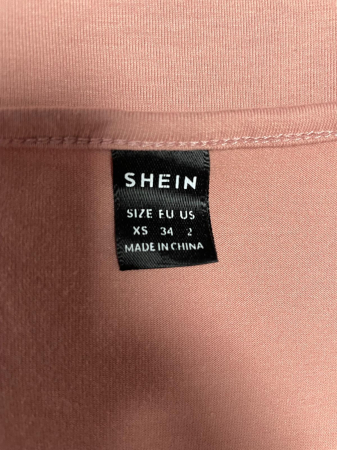 SHEIN
SIZE EU US
XS 34 2
MADE IN CHINA